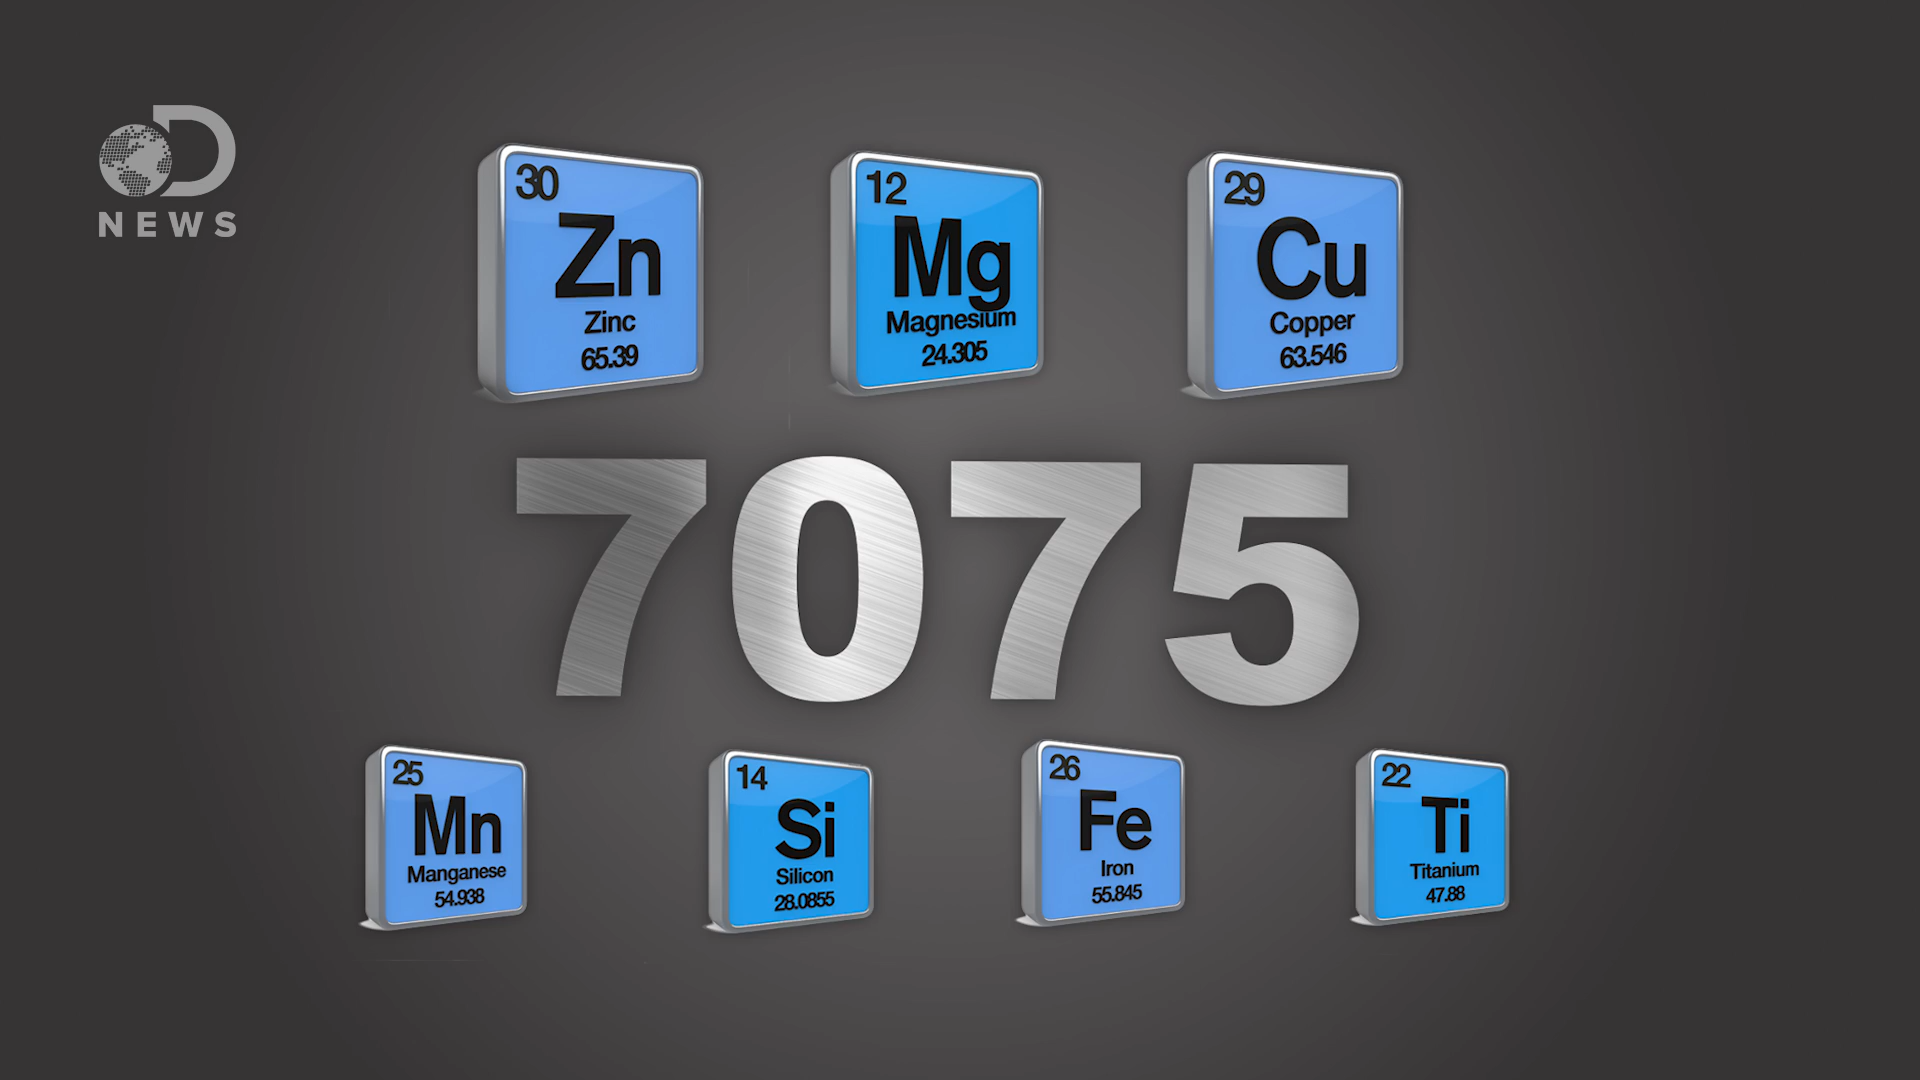 NEWS
30
Zn
Zinc
65.39
12
Mg
Magnesium
24.305
29
Cu
Copper
63.546
7075
25
Mn
Manganese
54.938
14
Si
Silicon
28.0855
26
Fe
Iron
55.845
22
Ti
Titanium
47.88